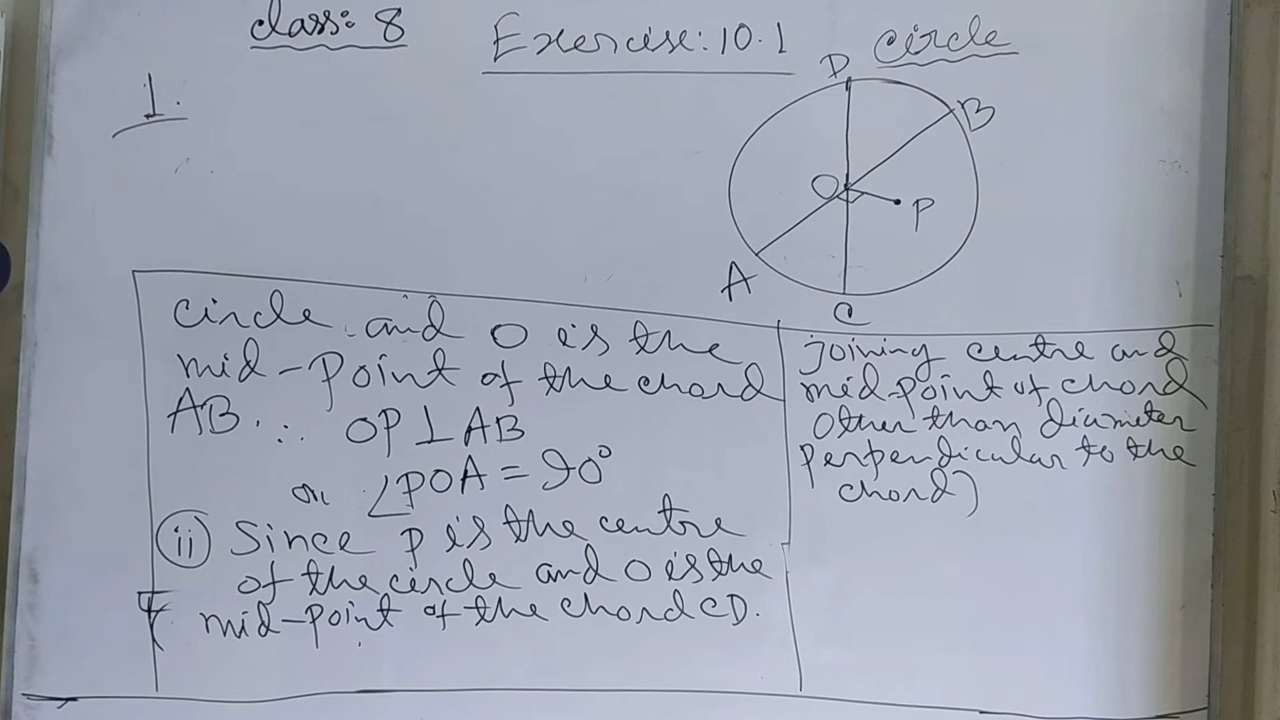 class: 8 Exercise: 10.1 circle
1.
D
B
O
P
A
C
circle and O is the
mid-point of the chord
AB. ∴ OP⊥AB
or ∠POA = 90°
(ii) Since P is the centre
of the circle and O is the
mid-point of the chord CD.
joining centre and
mid-point of chord
other than diameter
perpendicular to the
chord)